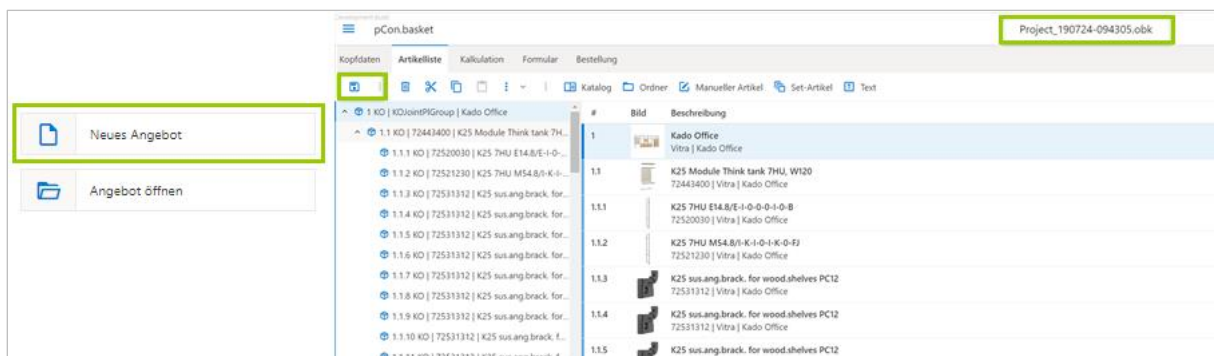 Neues Angebot
Angebot öffnen
pCon.basket
Project_190724-094305.obk
Kopfdaten Artikelliste Kalkulation Formular Bestellung
Katalog Ordner Manueller Artikel Set-Artikel Text
1 KO | KOJointPlGroup | Kado Office
1.1 KO | 72443400 | K25 Module Think tank 7H...
1.1.1 KO | 72520030 | K25 7HU E14.8/E-I-0-...
1.1.2 KO | 72521230 | K25 7HU M54.8/I-K-I-...
1.1.3 KO | 72531312 | K25 sus.ang.brack. for...
1.1.4 KO | 72531312 | K25 sus.ang.brack. for...
1.1.5 KO | 72531312 | K25 sus.ang.brack. for...
1.1.6 KO | 72531312 | K25 sus.ang.brack. for...
1.1.7 KO | 72531312 | K25 sus.ang.brack. for...
1.1.8 KO | 72531312 | K25 sus.ang.brack. for...
1.1.9 KO | 72531312 | K25 sus.ang.brack. for...
1.1.10 KO | 72531312 | K25 sus.ang.brack. f...
# Bild Beschreibung
1 Kado Office
Vitra | Kado Office
1.1 K25 Module Think tank 7HU, W120
72443400 | Vitra | Kado Office
1.1.1 K25 7HU E14.8/E-I-0-0-0-I-0-B
72520030 | Vitra | Kado Office
1.1.2 K25 7HU M54.8/I-K-I-0-I-K-0-FJ
72521230 | Vitra | Kado Office
1.1.3 K25 sus.ang.brack. for wood.shelves PC12
72531312 | Vitra | Kado Office
1.1.4 K25 sus.ang.brack. for wood.shelves PC12
72531312 | Vitra | Kado Office
1.1.5 K25 sus.ang.brack. for wood.shelves PC12